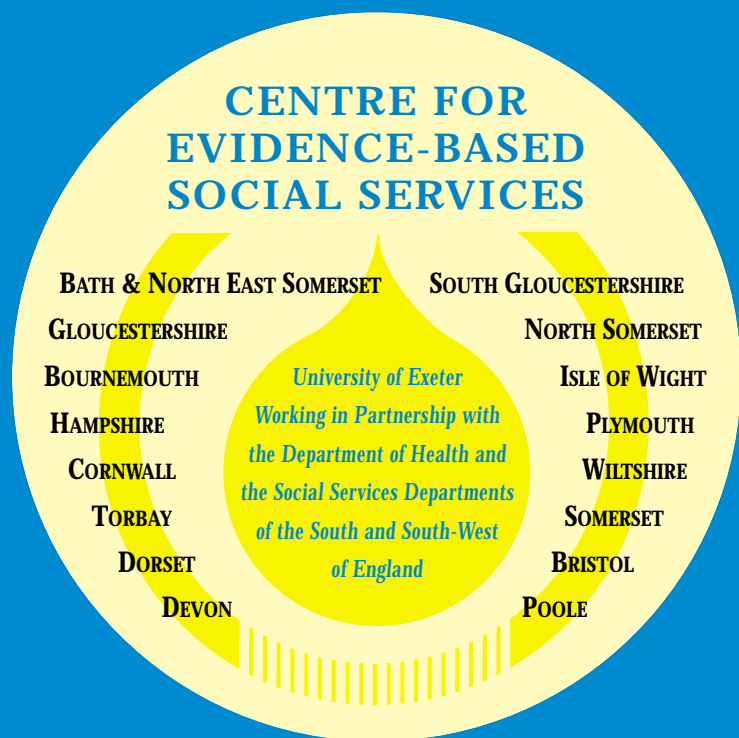 CENTRE FOR
EVIDENCE-BASED
SOCIAL SERVICES
BATH & NORTH EAST SOMERSET
GLOUCESTERSHIRE
BOURNEMOUTH
HAMPSHIRE
CORNWALL
TORBAY
DORSET
DEVON
University of Exeter
Working in Partnership with
the Department of Health and
the Social Services Departments
of the South and South-West
of England
SOUTH GLOUCESTERSHIRE
NORTH SOMERSET
ISLE OF WIGHT
PLYMOUTH
WILTSHIRE
SOMERSET
BRISTOL
POOLE